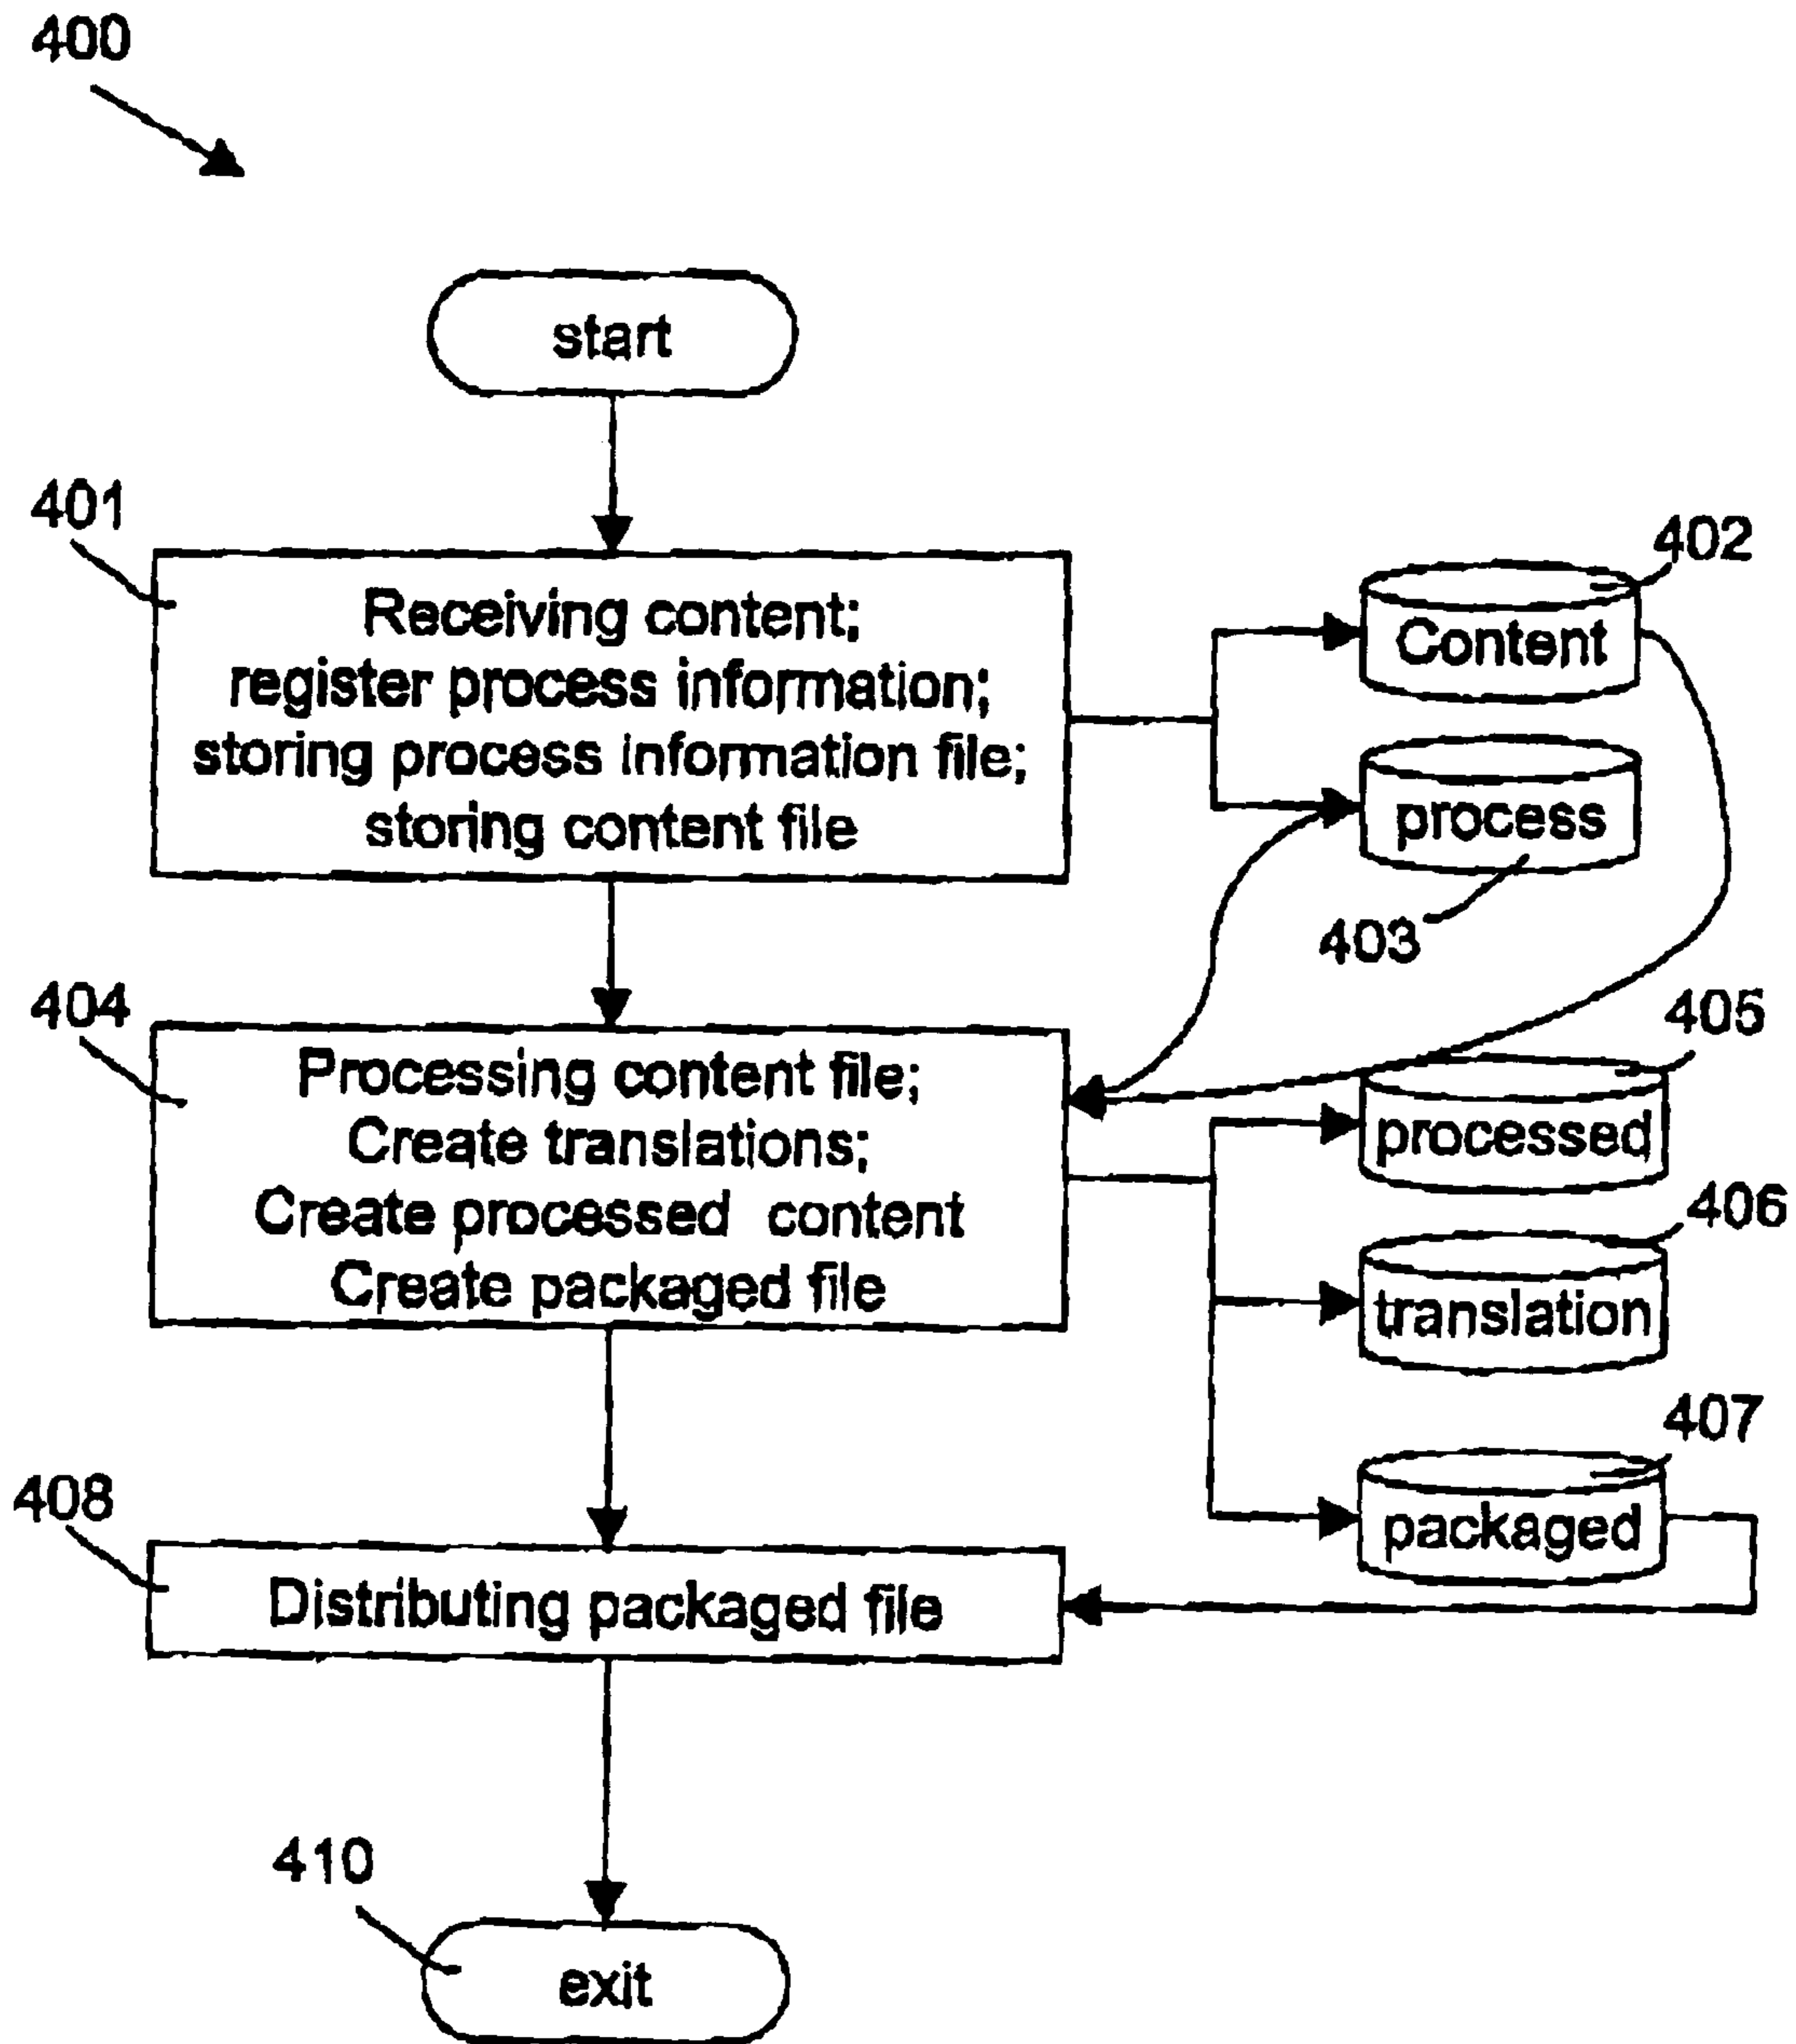 400
start
401
Receiving content;
register process information;
storing process information file;
storing content file
402
Content
process
403
404
Processing content file;
Create translations;
Create processed content
Create packaged file
405
processed
406
translation
407
packaged
408
Distributing packaged file
410
exit